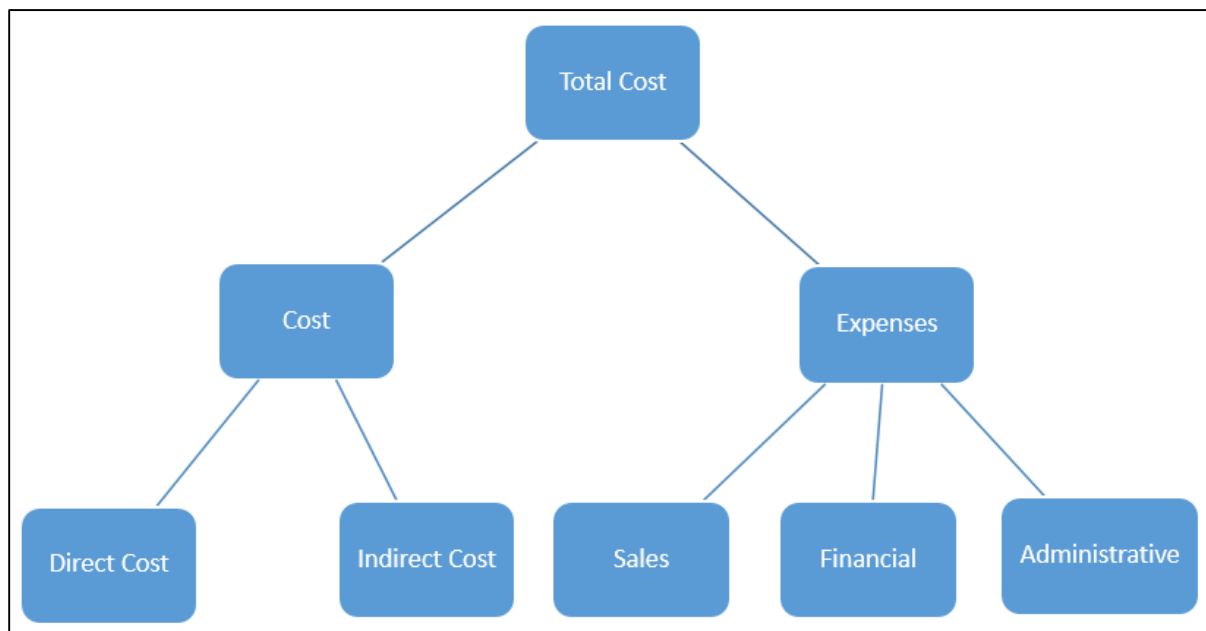 Total Cost
Cost
Expenses
Direct Cost
Indirect Cost
Sales
Financial
Administrative